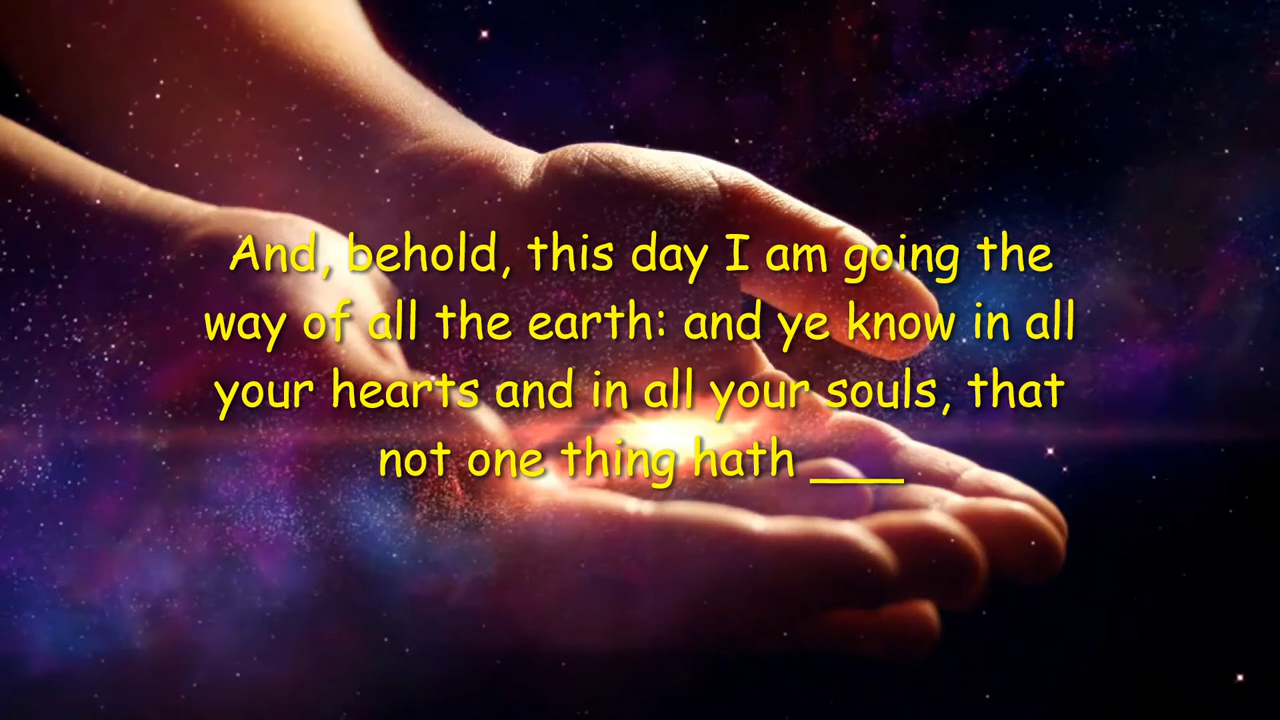 And, behold, this day I am going the
way of all the earth: and ye know in all
your hearts and in all your souls, that
not one thing hath ___